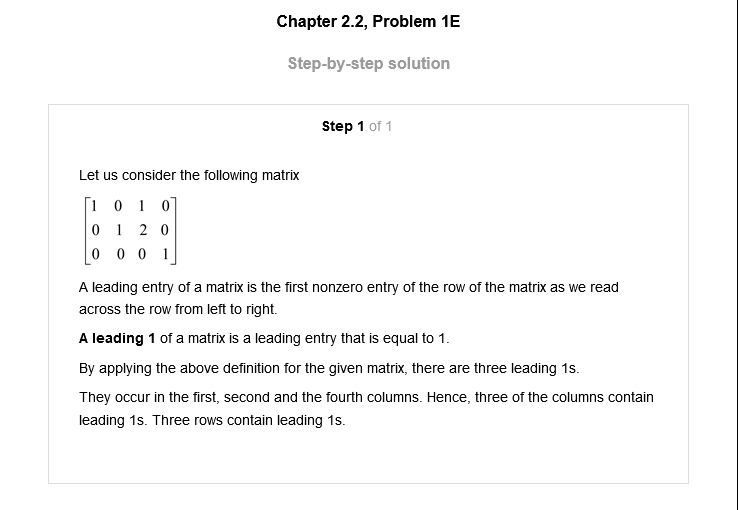 Chapter 2.2, Problem 1E
Step-by-step solution
Step 1 of 1
Let us consider the following matrix
1 0 1 0
0 1 2 0
0 0 0 1
A leading entry of a matrix is the first nonzero entry of the row of the matrix as we read
across the row from left to right.
A leading 1 of a matrix is a leading entry that is equal to 1.
By applying the above definition for the given matrix, there are three leading 1s.
They occur in the first, second and the fourth columns. Hence, three of the columns contain
leading 1s. Three rows contain leading 1s.